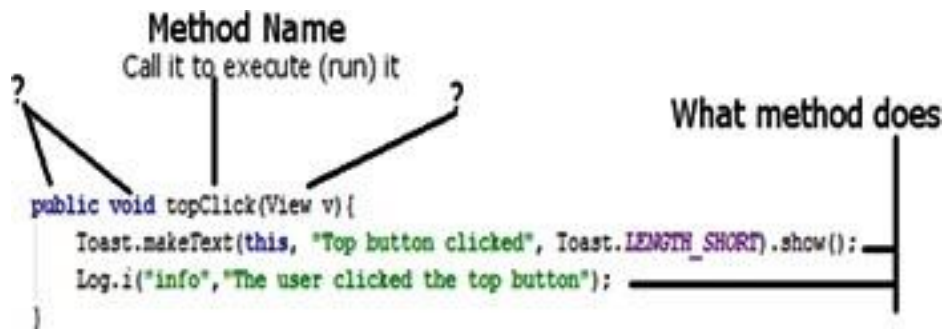 Method Name
Call it to execute (run) it
?
?
What method does
public void topClick(View v){
Toast.makeText(this, "Top button clicked", Toast.LENGTH_SHORT).show();
Log.i("info","The user clicked the top button");
}